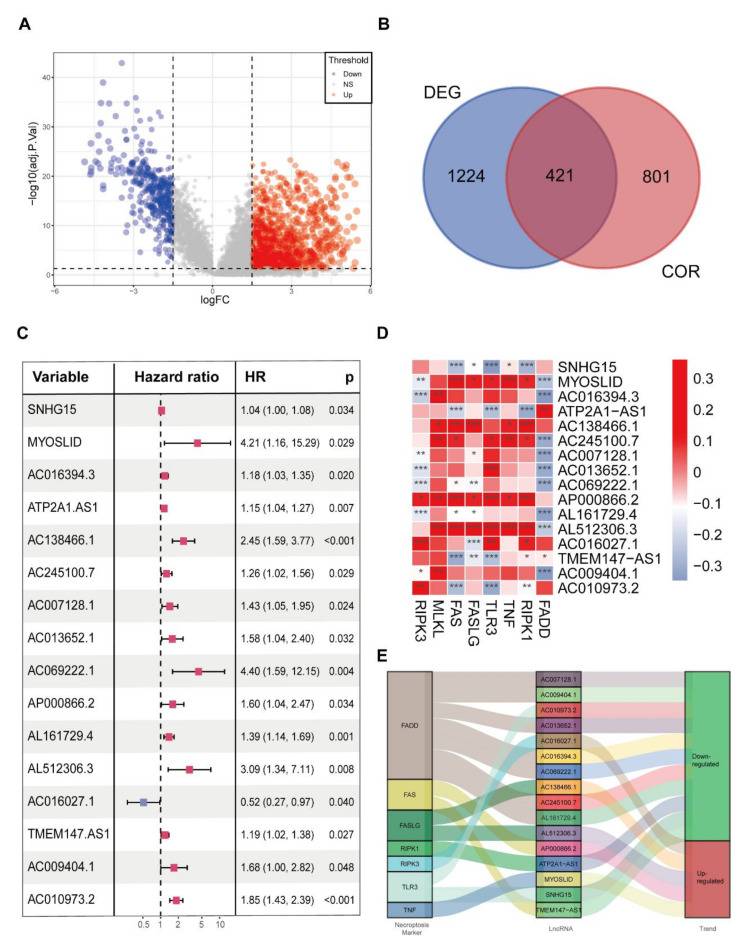 A
Threshold
Down
NS
Up
−log10(adj.P.Val)
40
30
20
10
0
−6
−3
0
3
6
logFC
B
DEG
1224
421
801
COR
C
Variable Hazard ratio HR p
SNHG15 1.04 (1.00, 1.08) 0.034
MYOSLID 4.21 (1.16, 15.29) 0.029
AC016394.3 1.18 (1.03, 1.35) 0.020
ATP2A1.AS1 1.15 (1.04, 1.27) 0.007
AC138466.1 2.45 (1.59, 3.77) <0.001
AC245100.7 1.26 (1.02, 1.56) 0.029
AC007128.1 1.43 (1.05, 1.95) 0.024
AC013652.1 1.58 (1.04, 2.40) 0.032
AC069222.1 4.40 (1.59, 12.15) 0.004
AP000866.2 1.60 (1.04, 2.47) 0.034
AL161729.4 1.39 (1.14, 1.69) 0.001
AL512306.3 3.09 (1.34, 7.11) 0.008
AC016027.1 0.52 (0.27, 0.97) 0.040
TMEM147.AS1 1.19 (1.02, 1.38) 0.027
AC009404.1 1.68 (1.00, 2.82) 0.048
AC010973.2 1.85 (1.43, 2.39) <0.001
0.5 1 2 5 10
D
SNHG15
MYOSLID
AC016394.3
ATP2A1−AS1
AC138466.1
AC245100.7
AC007128.1
AC013652.1
AC069222.1
AP000866.2
AL161729.4
AL512306.3
AC016027.1
TMEM147−AS1
AC009404.1
AC010973.2
RIPK3
MLKL
FAS
FASLG
TLR3
TNF
RIPK1
FADD
0.3
0.2
0.1
0
−0.1
−0.2
−0.3
E
FADD
FAS
FASLG
RIPK1
RIPK3
TLR3
TNF
Necroptosis
Marker
AC007128.1
AC009404.1
AC010973.2
AC013652.1
AC016027.1
AC016394.3
AC069222.1
AC138466.1
AC245100.7
AL161729.4
AL512306.3
AP000866.2
ATP2A1−AS1
MYOSLID
SNHG15
TMEM147−AS1
LncRNA
Down-
regulated
Up-
regulated
Trend